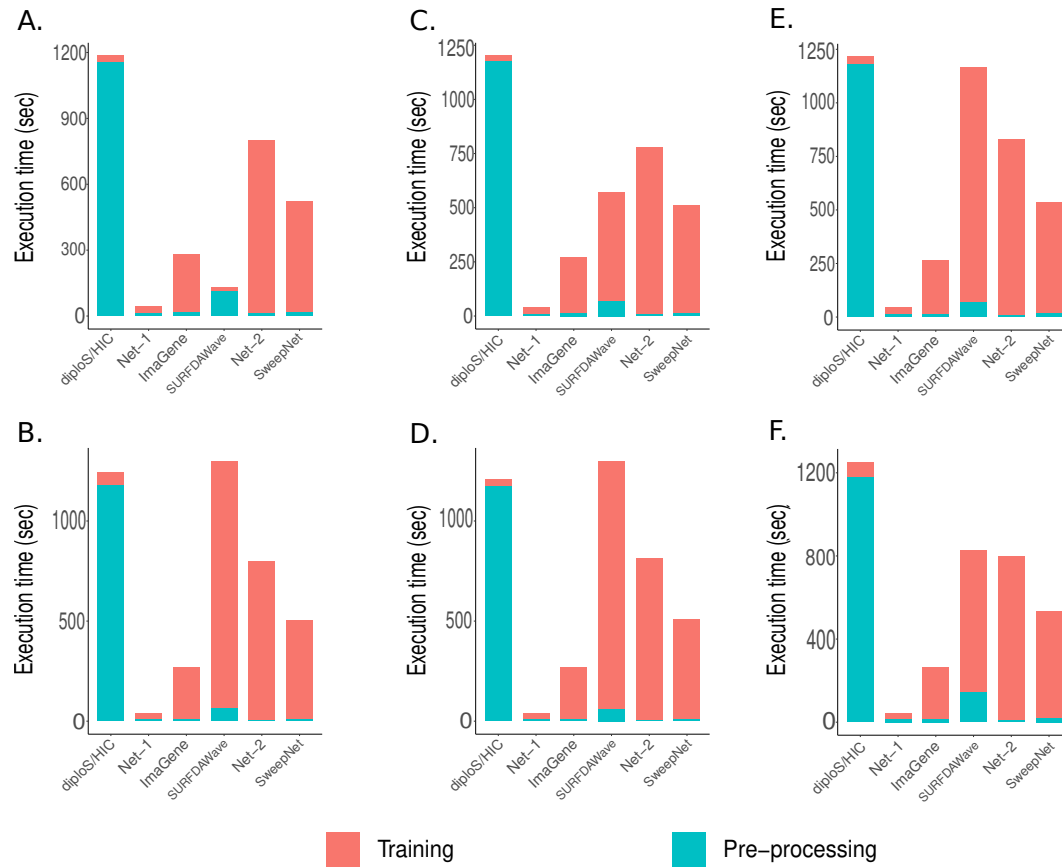 A.
Execution time (sec)
1200
900
600
300
0
diploS/HIC
Net-1
ImaGene
SURFDAWave
Net-2
SweepNet
C.
Execution time (sec)
1250
1000
750
500
250
0
diploS/HIC
Net-1
ImaGene
SURFDAWave
Net-2
SweepNet
E.
Execution time (sec)
1250
1000
750
500
250
0
diploS/HIC
Net-1
ImaGene
SURFDAWave
Net-2
SweepNet
B.
Execution time (sec)
1000
500
0
diploS/HIC
Net-1
ImaGene
SURFDAWave
Net-2
SweepNet
D.
Execution time (sec)
1000
500
0
diploS/HIC
Net-1
ImaGene
SURFDAWave
Net-2
SweepNet
F.
Execution time (sec)
1200
800
400
0
diploS/HIC
Net-1
ImaGene
SURFDAWave
Net-2
SweepNet
Training
Pre-processing